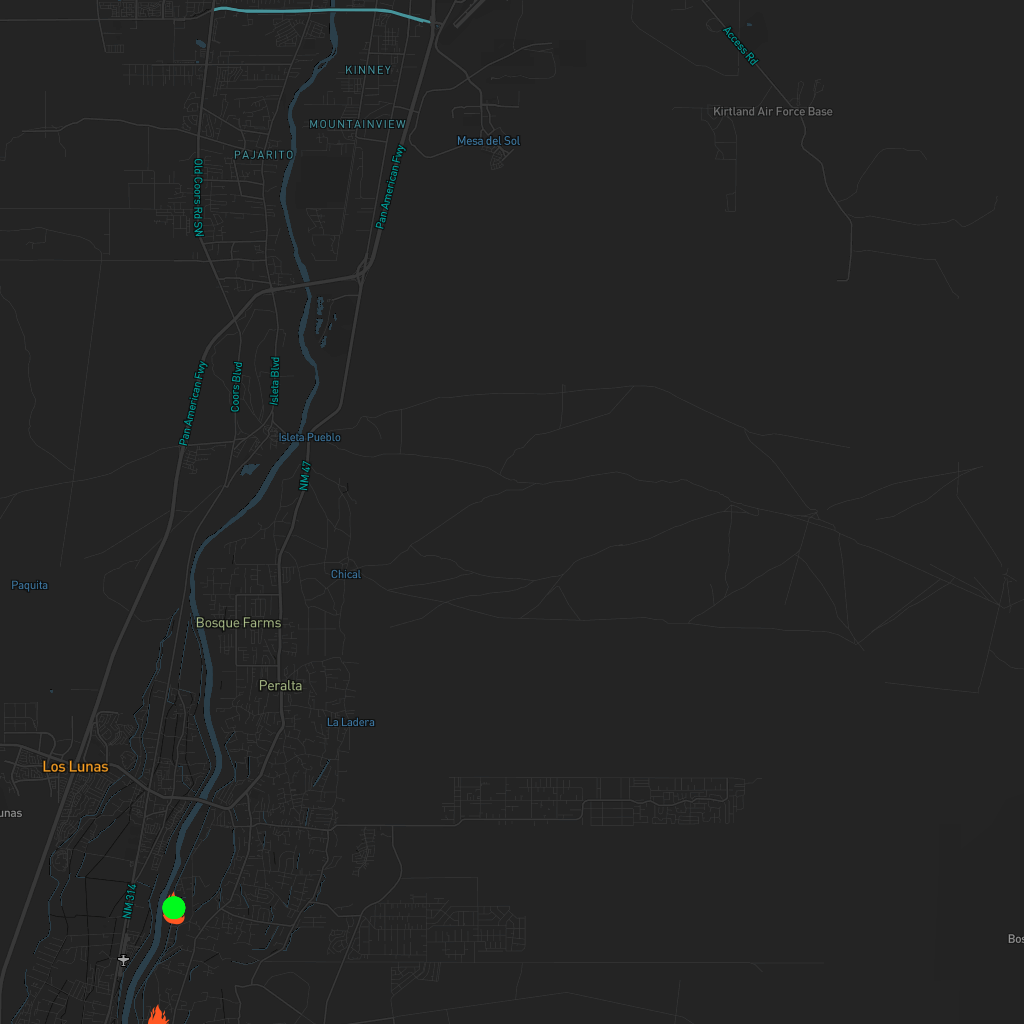 Access Rd
KINNEY
Kirtland Air Force Base
MOUNTAINVIEW
Mesa del Sol
PAJARITO
Old Coors Rd SW
Pan American Fwy
Pan American Fwy
Coors Blvd
Isleta Blvd
Isleta Pueblo
NM 47
Chical
Paquita
Bosque Farms
Peralta
La Ladera
Los Lunas
unas
NM 314
Bos